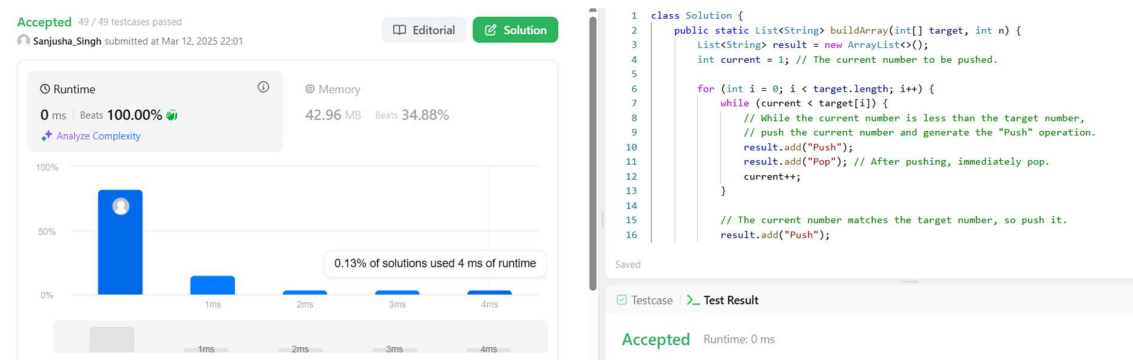 Accepted 49 / 49 testcases passed
Sanjusha_Singh submitted at Mar 12, 2025 22:01
Editorial
Solution
Runtime
0 ms Beats 100.00%
Analyze Complexity
Memory
42.96 MB Beats 34.88%
100%
50%
0%
0.13% of solutions used 4 ms of runtime
1ms 2ms 3ms 4ms
1ms 2ms 3ms 4ms
1 class Solution {
2 public static List<String> buildArray(int[] target, int n) {
3 List<String> result = new ArrayList<>();
4 int current = 1; // The current number to be pushed.
5
6 for (int i = 0; i < target.length; i++) {
7 while (current < target[i]) {
8 // While the current number is less than the target number,
9 // push the current number and generate the "Push" operation.
10 result.add("Push");
11 result.add("Pop"); // After pushing, immediately pop.
12 current++;
13 }
14
15 // The current number matches the target number, so push it.
16 result.add("Push");
Saved
Testcase
Test Result
Accepted Runtime: 0 ms